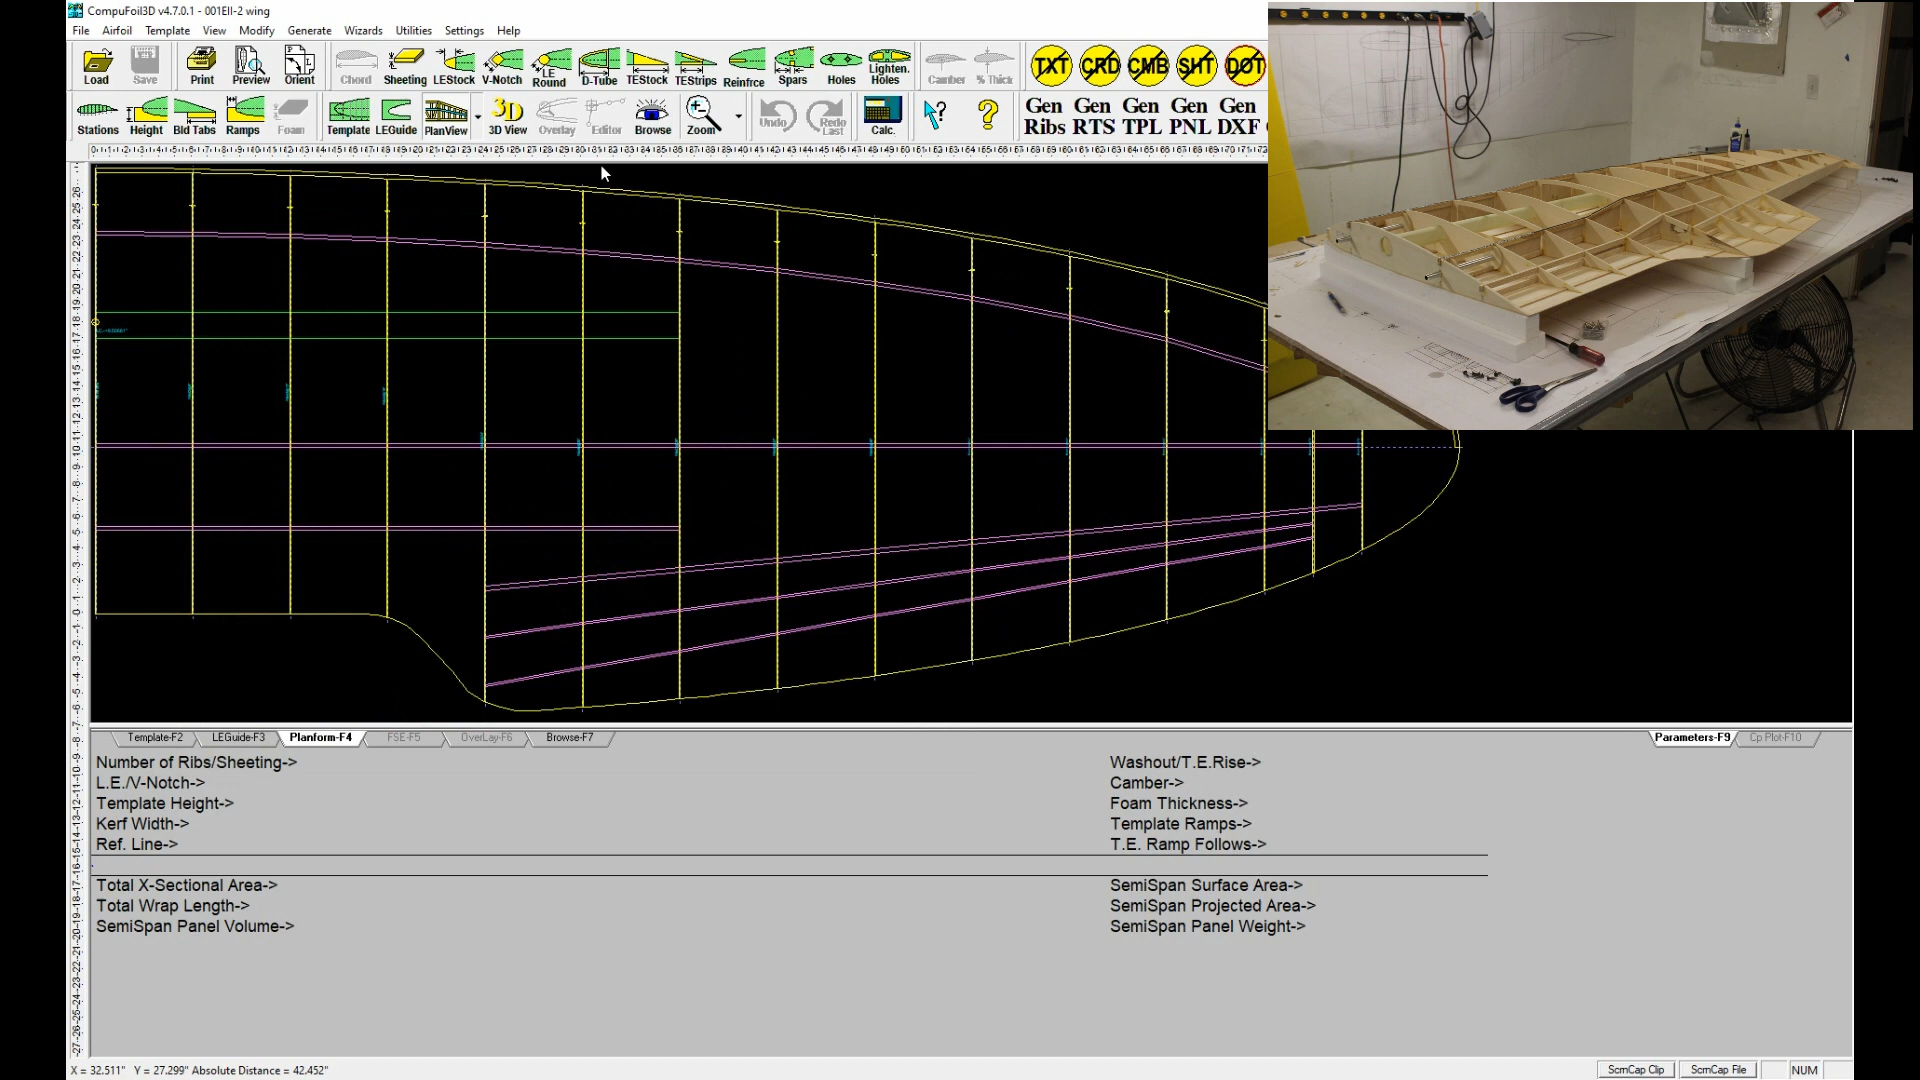 CompuFoil3D v4.7.0.1 - 001Ell-2 wing
File Airfoil Template View Modify Generate Wizards Utilities Settings Help
Load Save Print Preview Orient Chord Sheeting LEStock V-Notch LE Round D-Tube TEStock TEStrips Reinfrce Spars Holes Lighten. Holes Camber % Thick TXT CRD CMB SHT DOT
Stations Height Bld Tabs Ramps Foam Template LEGuide PlanView 3D View Overlay Editor Browse Zoom Undo Redo Last Calc. Gen Ribs Gen RTS Gen TPL Gen PNL Gen DXF
Template-F2 LEGuide-F3 Planform-F4 FSE-F5 OverLay-F6 Browse-F7 Parameters-F9 Cp Plot-F10
Number of Ribs/Sheeting-> Washout/T.E.Rise->
L.E./V-Notch-> Camber->
Template Height-> Foam Thickness->
Kerf Width-> Template Ramps->
Ref. Line-> T.E. Ramp Follows->
Total X-Sectional Area-> SemiSpan Surface Area->
Total Wrap Length-> SemiSpan Projected Area->
SemiSpan Panel Volume-> SemiSpan Panel Weight->
X = 32.511" Y = 27.299" Absolute Distance = 42.452" ScrnCap Clip ScrnCap File NUM